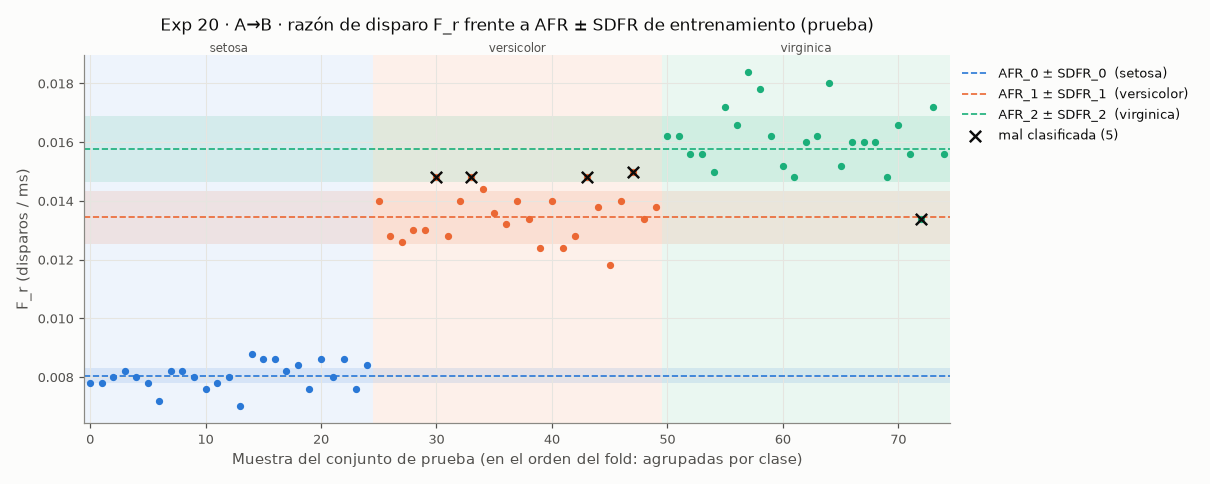 Exp 20 · A→B · razón de disparo F_r frente a AFR ± SDFR de entrenamiento (prueba)
setosa
versicolor
virginica
AFR_0 ± SDFR_0 (setosa)
AFR_1 ± SDFR_1 (versicolor)
AFR_2 ± SDFR_2 (virginica)
mal clasificada (5)
F_r (disparos / ms)
0.018
0.016
0.014
0.012
0.010
0.008
0
10
20
30
40
50
60
70
Muestra del conjunto de prueba (en el orden del fold: agrupadas por clase)